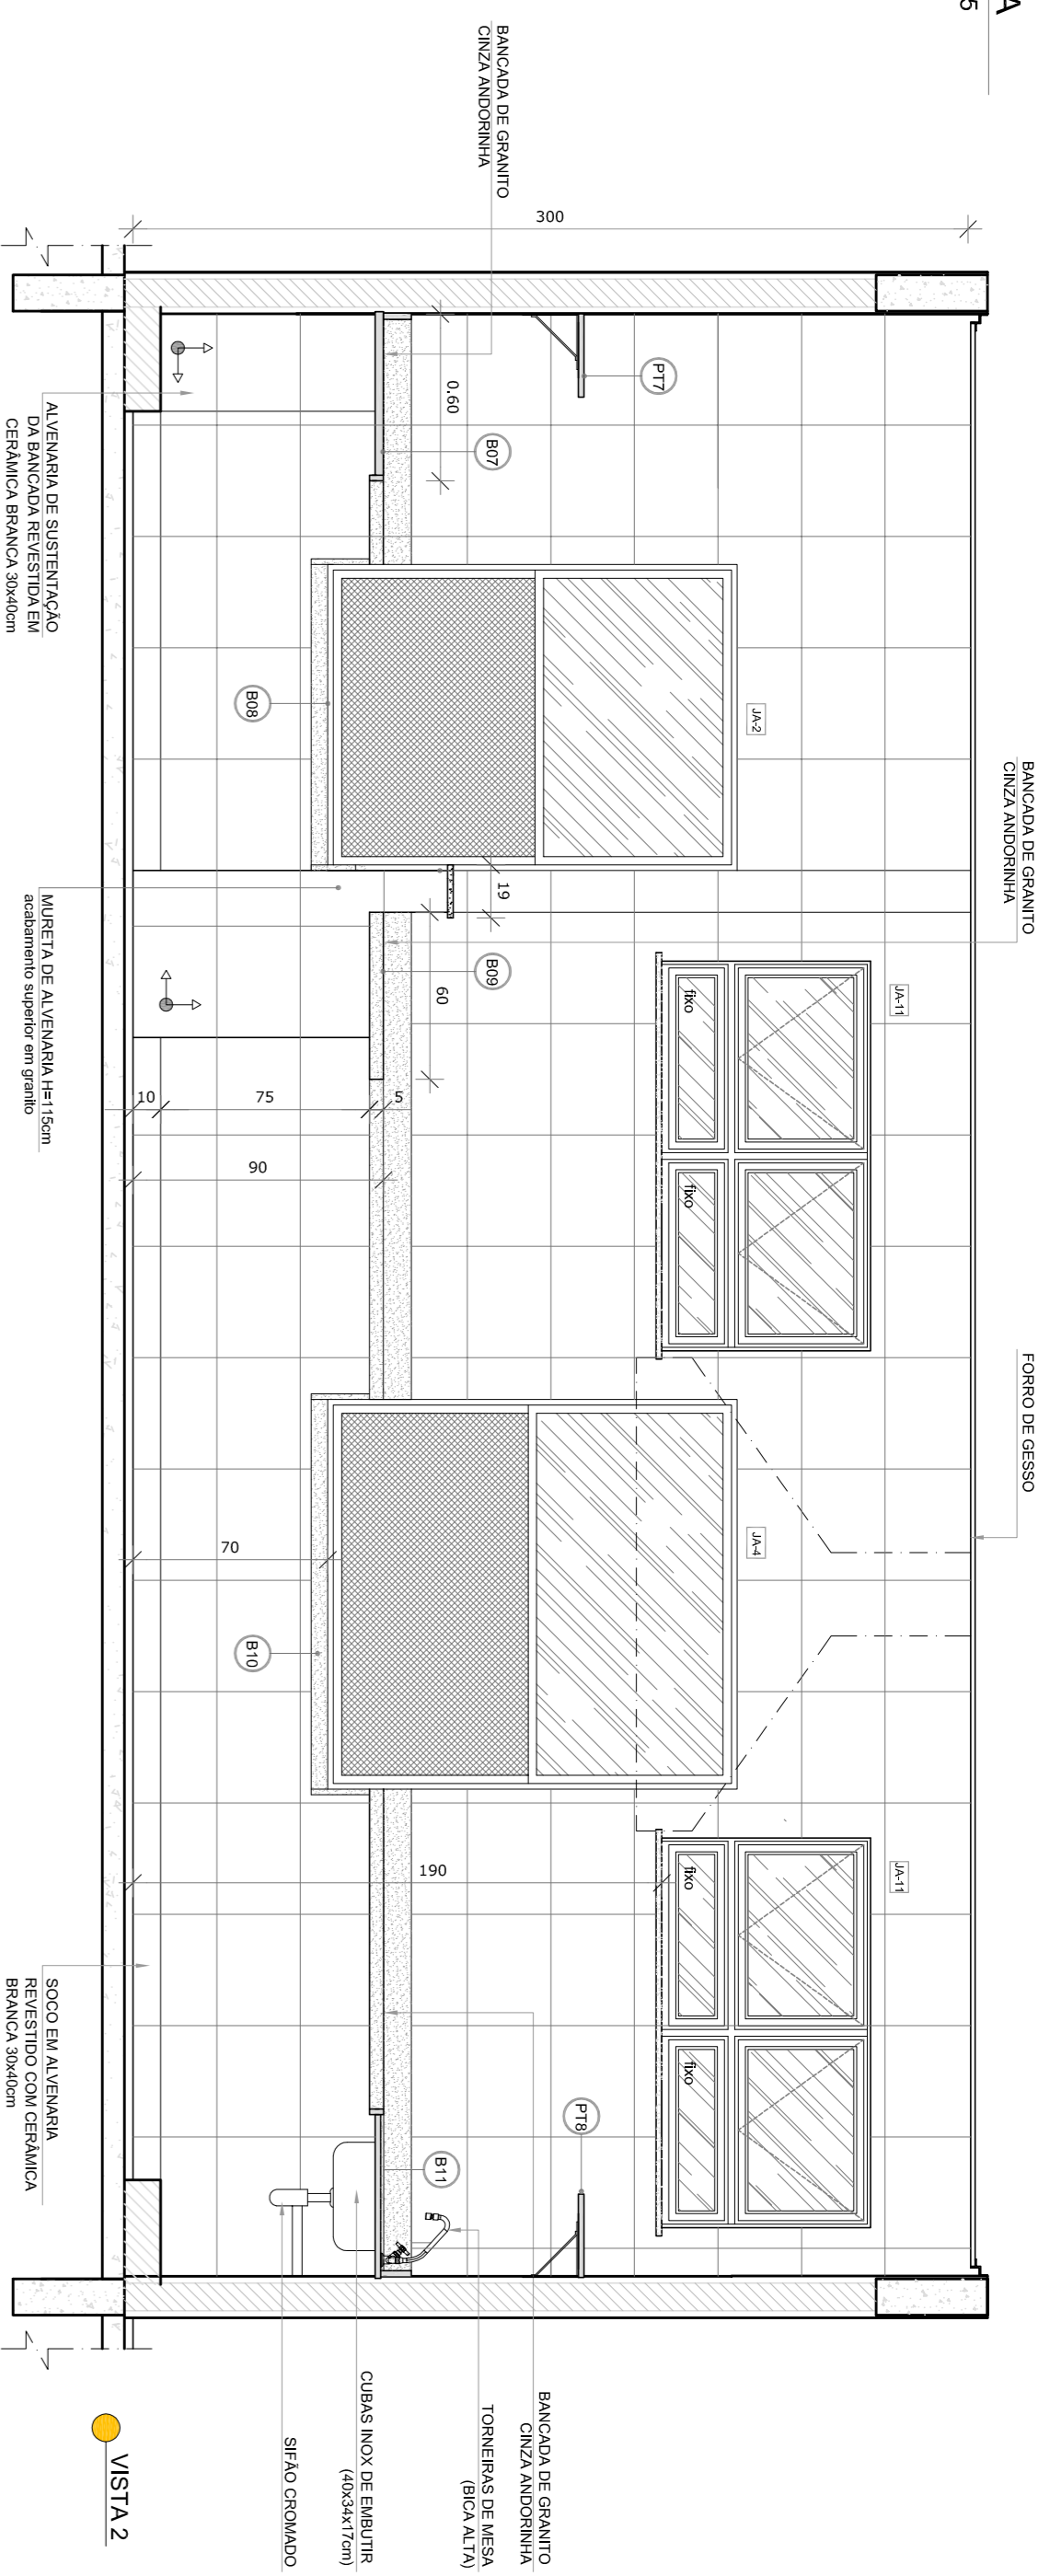 A
5
BANCADA DE GRANITO
CINZA ANDORINHA
300
PT7
0.60
B07
ALVENARIA DE SUSTENTAÇÃO
DA BANCADA REVESTIDA EM
CERÂMICA BRANCA 30x40cm
B08
JA-2
BANCADA DE GRANITO
CINZA ANDORINHA
19
MURETA DE ALVENARIA H=115cm
acabamento superior em granito
B09
60
JA-11
fixo
fixo
10
75
5
90
FORRO DE GESSO
JA-4
70
B10
190
JA-11
fixo
fixo
SOCO EM ALVENARIA
REVESTIDO COM CERÂMICA
BRANCA 30x40cm
PT8
B11
BANCADA DE GRANITO
CINZA ANDORINHA
TORNEIRAS DE MESA
(BICA ALTA)
CUBAS INOX DE EMBUTIR
(40x34x17cm)
SIFÃO CROMADO
VISTA 2